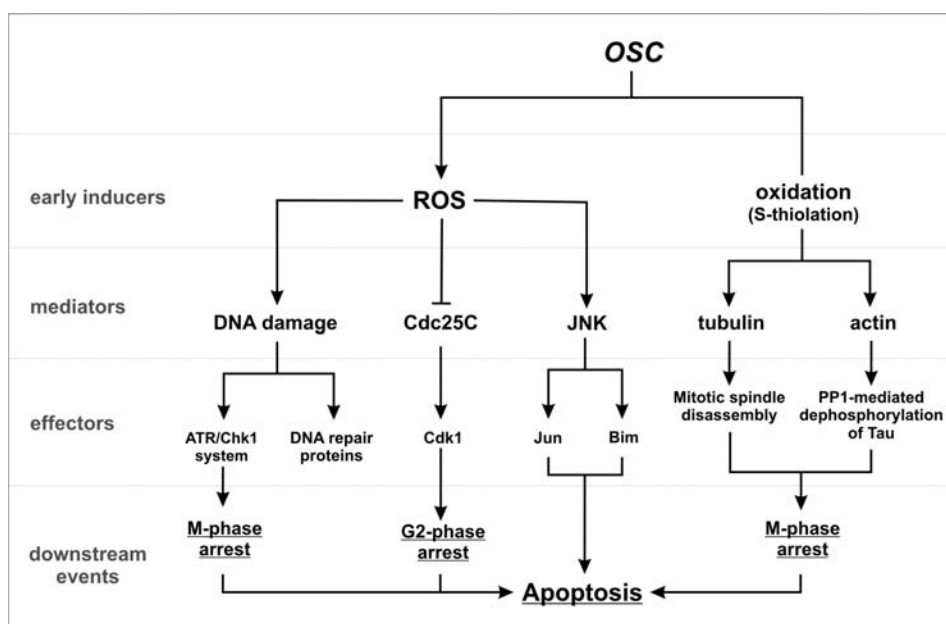 OSC
early inducers
ROS
oxidation
(S-thiolation)
mediators
DNA damage
Cdc25C
JNK
tubulin
actin
effectors
ATR/Chk1
system
DNA repair
proteins
Cdk1
Jun
Bim
Mitotic spindle
disassembly
PP1-mediated
dephosphorylation
of Tau
downstream
events
M-phase
arrest
G2-phase
arrest
M-phase
arrest
Apoptosis